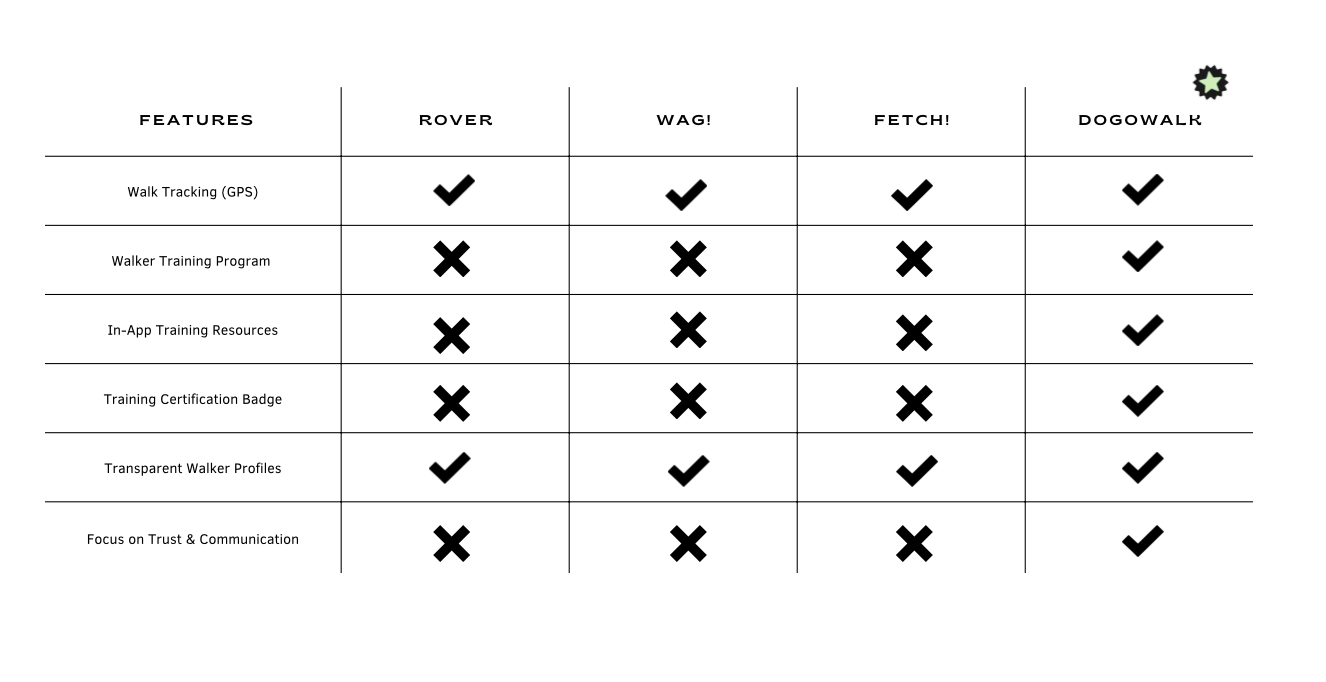 FEATURES ROVER WAG! FETCH! DOGOWALK
Walk Tracking (GPS)
Walker Training Program
In-App Training Resources
Training Certification Badge
Transparent Walker Profiles
Focus on Trust & Communication